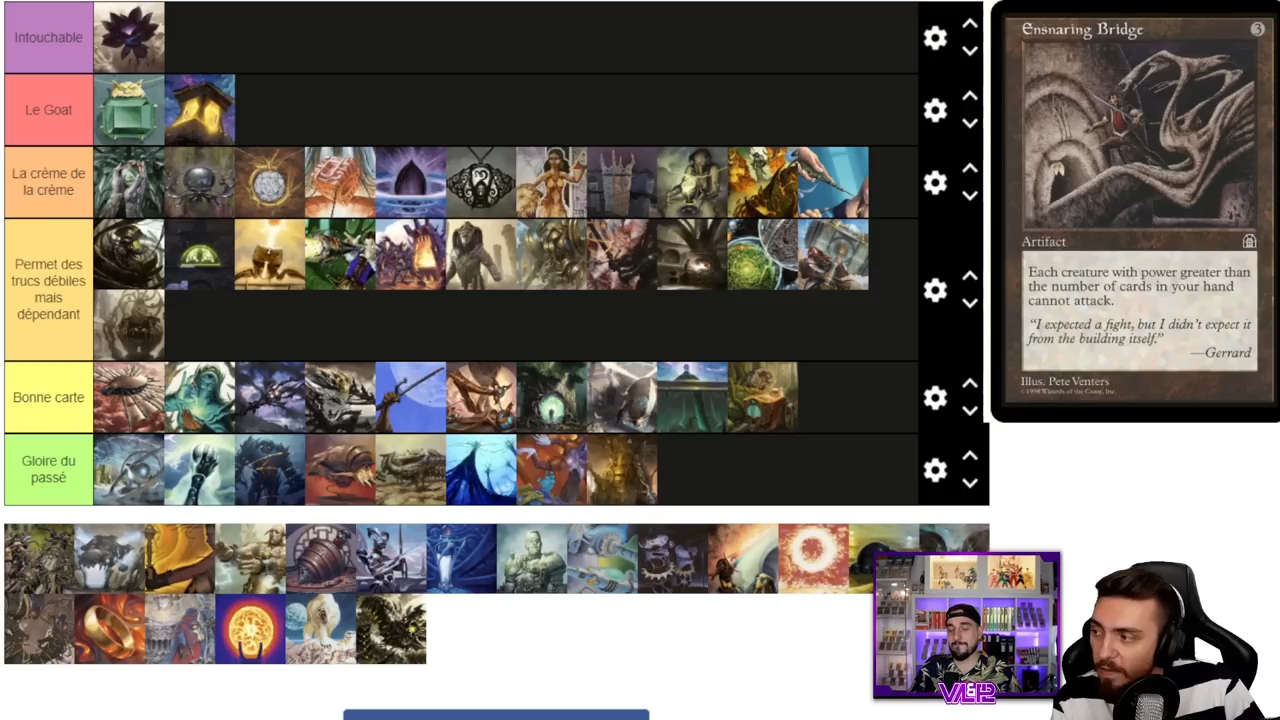 Intouchable
Le Goat
La crème de
la crème
Permet des
trucs débiles
mais
dépendant
Bonne carte
Gloire du
passé
Ensnaring Bridge
3
Artifact
Each creature with power greater than
the number of cards in your hand
cannot attack.
"I expected a fight, but I didn't expect it
from the building itself."
—Gerrard
Illus. Pete Venters
© 1998 Wizards of the Coast, Inc.